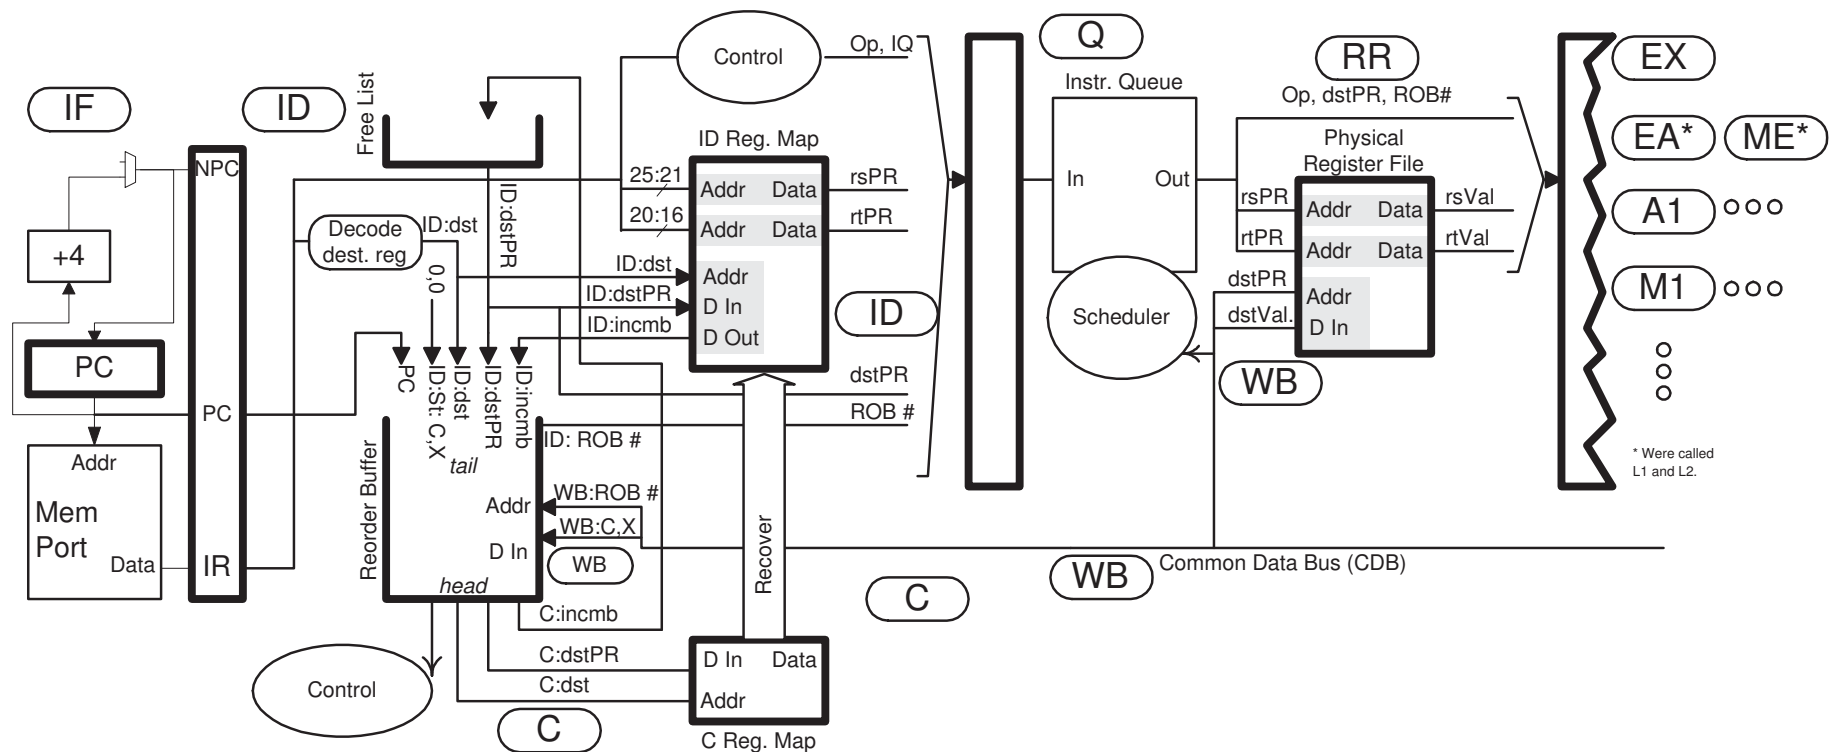 IF
ID
Free List
Control
Op, IQ
Q
Instr. Queue
RR
Op, dstPR, ROB#
EX
EA*
ME*
NPC
+4
PC
PC
Addr
Mem
Port
Data
IR
Decode
dest. reg
ID:dst
0,0
ID:dstPR
ID Reg. Map
25:21
20:16
Addr Data
Addr Data
rsPR
rtPR
ID:dst
Addr
ID:dstPR
D In
ID:incmb
D Out
ID
dstPR
ROB #
PC
ID:St: C,X
ID:dst
ID:dstPR
ID:incmb
tail
ID: ROB #
Reorder Buffer
Addr
WB:ROB #
D In
WB:C,X
WB
head
C:incmb
C:dstPR
C:dst
Control
C
Recover
D In Data
Addr
C Reg. Map
C
In Out
Scheduler
Physical
Register File
rsPR
Addr Data
rsVal
rtPR
Addr Data
rtVal
dstPR
Addr
dstVal.
D In
WB
WB
Common Data Bus (CDB)
A1
M1
* Were called
L1 and L2.